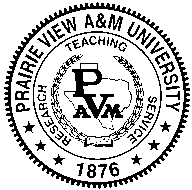 PRAIRIE VIEW A&M UNIVERSITY
RESEARCH TEACHING SERVICE
PV
A&M
1876